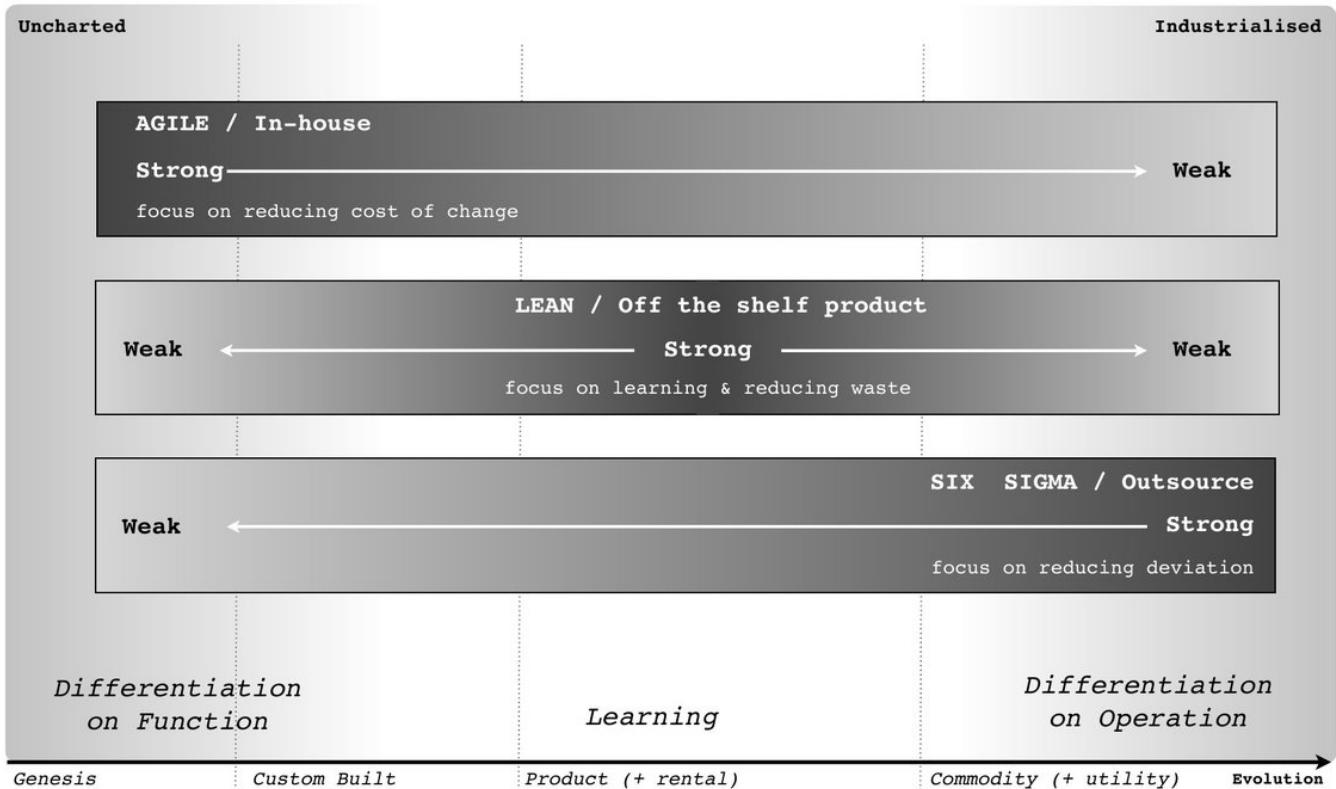 Uncharted
Industrialised
AGILE / In-house
Strong
Weak
focus on reducing cost of change
LEAN / Off the shelf product
Weak
Strong
Weak
focus on learning & reducing waste
SIX SIGMA / Outsource
Weak
Strong
focus on reducing deviation
Differentiation
on Function
Learning
Differentiation
on Operation
Genesis
Custom Built
Product (+ rental)
Commodity (+ utility)
Evolution